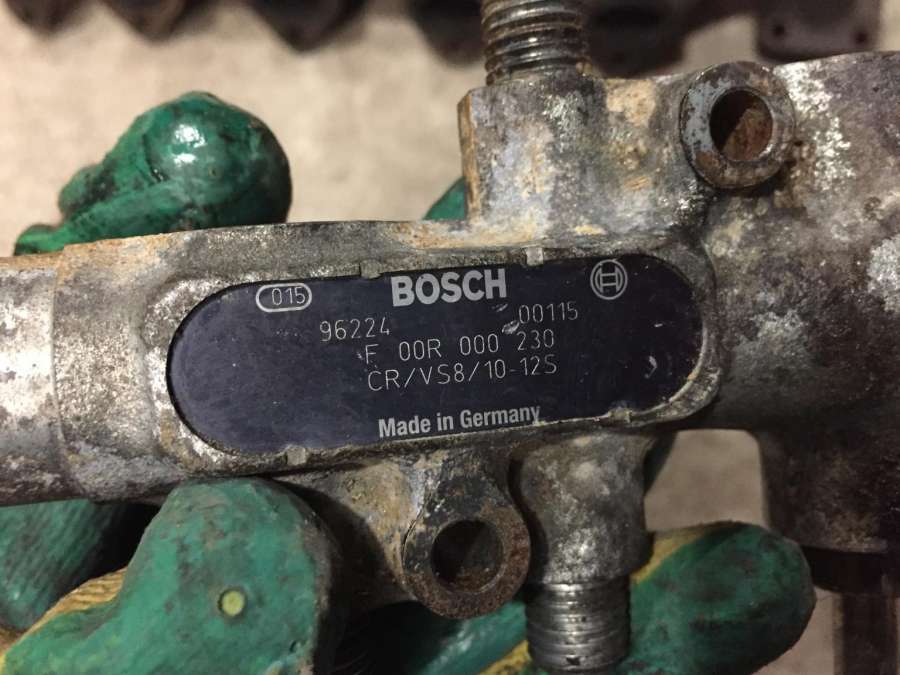 015 BOSCH
96224 00115
F 00R 000 230
CR/VS8/10-12S
Made in Germany